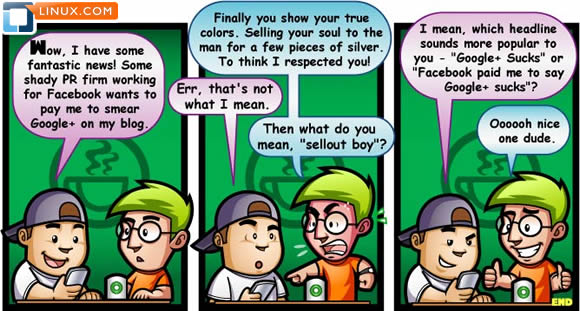 LINUX.COM
Wow, I have some
fantastic news! Some
shady PR firm working
for Facebook wants to
pay me to smear
Google+ on my blog.
Finally you show your true
colors. Selling your soul to the
man for a few pieces of silver.
To think I respected you!
Err, that's not
what I mean.
Then what do you
mean, "sellout boy"?
I mean, which headline
sounds more popular to
you - "Google+ Sucks" or
"Facebook paid me to say
Google+ sucks"?
Oooooh nice
one dude.
END